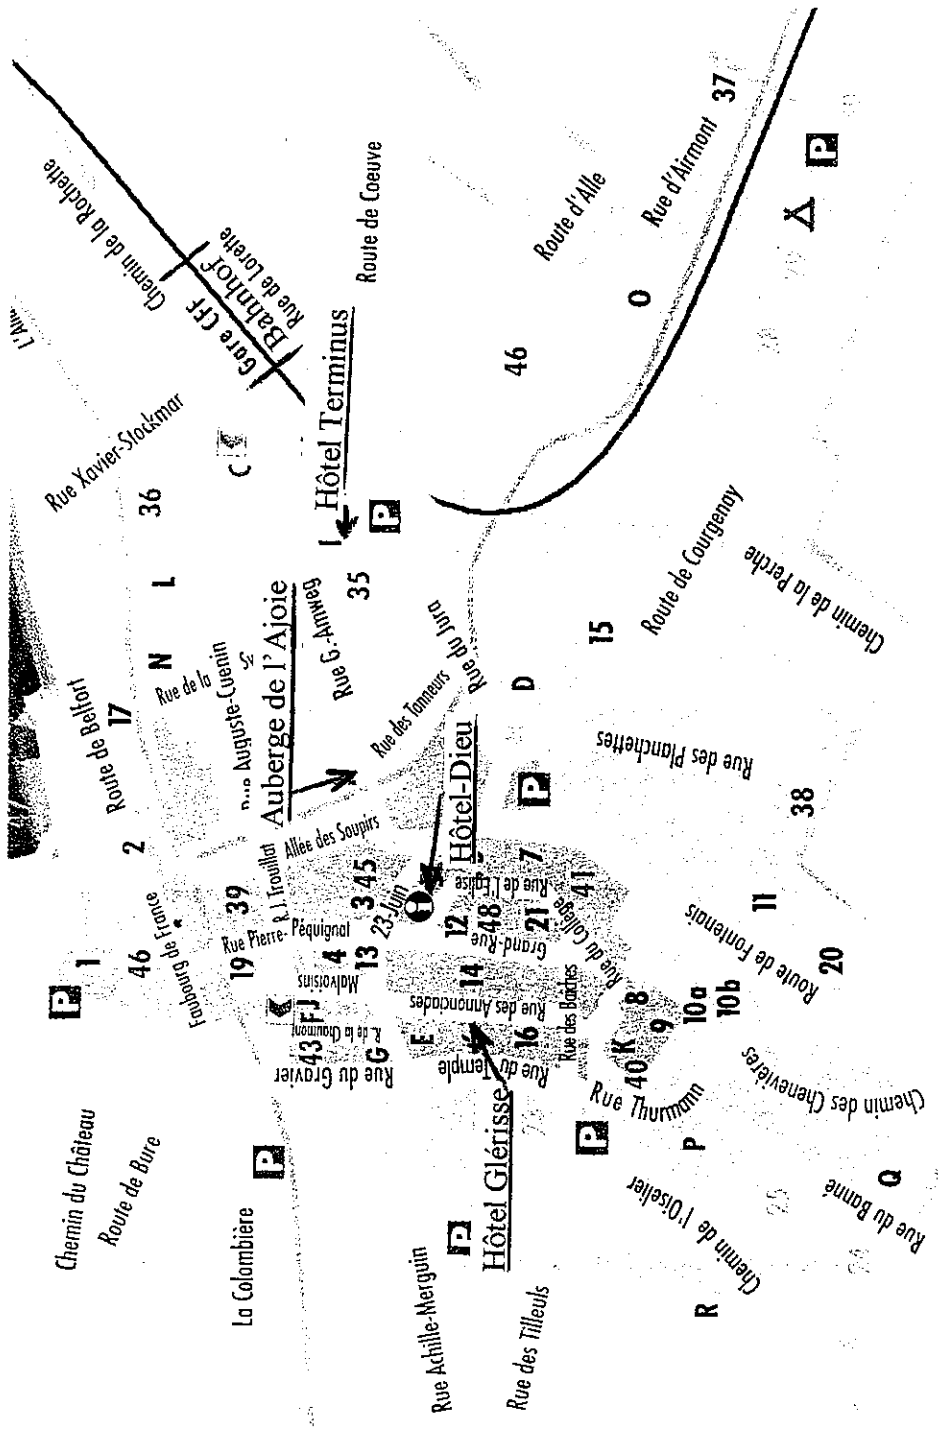 Chemin du Château
Route de Bure
P
1
46
Faubourg de France
2
Route de Belfort
17
N
L
36
Rue Xavier-Stockmar
Chemin de la Rochette
La Colombière
P
19
39
Rue Pierre-Péquignat
R. J. Trouillat
Auguste-Cuenin
Rue de la
Sy
C
Gare CFF
Bahnhof
Rue de Lorette
Auberge de l'Ajoie
Rue du Gravier
43
R. de la Chaumont
F
J
Malvoisins
4
Allée des Soupirs
Rue G.-Amweg
I
Hôtel Terminus
Route de Coeuve
G
13
3
45
23-Juin
35
P
Rue Achille-Merguin
E
i
Rue des Tanneurs
P
Rue du Temple
Rue des Annonciades
14
12
Hôtel-Dieu
Rue du Jura
Hôtel Glérisse
48
Grand-Rue
Rue de l'Eglise
Rue des Tilleuls
16
21
7
P
D
46
Route d'Alle
Rue des Baîches
Rue du Collège
41
P
15
Rue Thurmann
40
K
9
8
O
Rue d'Airmont
37
R
P
10a
10b
Route de Fontenais
11
Rue des Planchettes
Route de Courgenay
Chemin de l'Oiselier
Chemin des Chenevières
20
38
Chemin de la Perche
P
Q
Rue du Banné